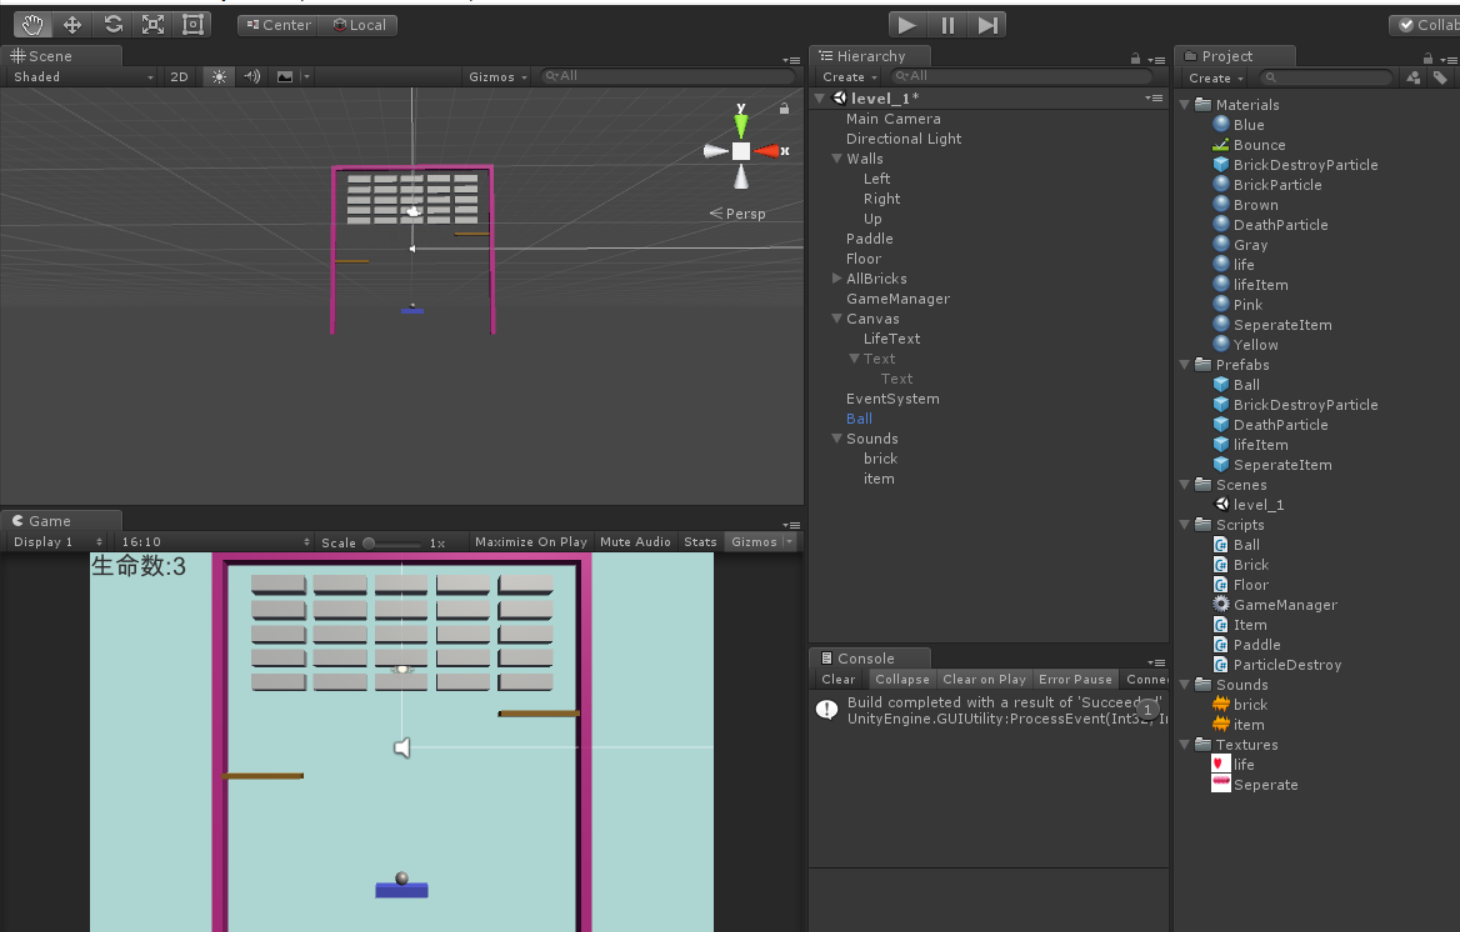 Center Local
Collab
Scene
Shaded 2D Gizmos All
y
x
Persp
Game
Display 1 16:10 Scale 1x Maximize On Play Mute Audio Stats Gizmos
生命数:3
Hierarchy
Create All
level_1*
Main Camera
Directional Light
Walls
Left
Right
Up
Paddle
Floor
AllBricks
GameManager
Canvas
LifeText
Text
Text
EventSystem
Ball
Sounds
brick
item
Console
Clear Collapse Clear on Play Error Pause Conne
Build completed with a result of 'Succeeded'
UnityEngine.GUIUtility:ProcessEvent(Int32, I
1
Project
Create
Materials
Blue
Bounce
BrickDestroyParticle
BrickParticle
Brown
DeathParticle
Gray
life
lifeItem
Pink
SeperateItem
Yellow
Prefabs
Ball
BrickDestroyParticle
DeathParticle
lifeItem
SeperateItem
Scenes
level_1
Scripts
Ball
Brick
Floor
GameManager
Item
Paddle
ParticleDestroy
Sounds
brick
item
Textures
life
Seperate